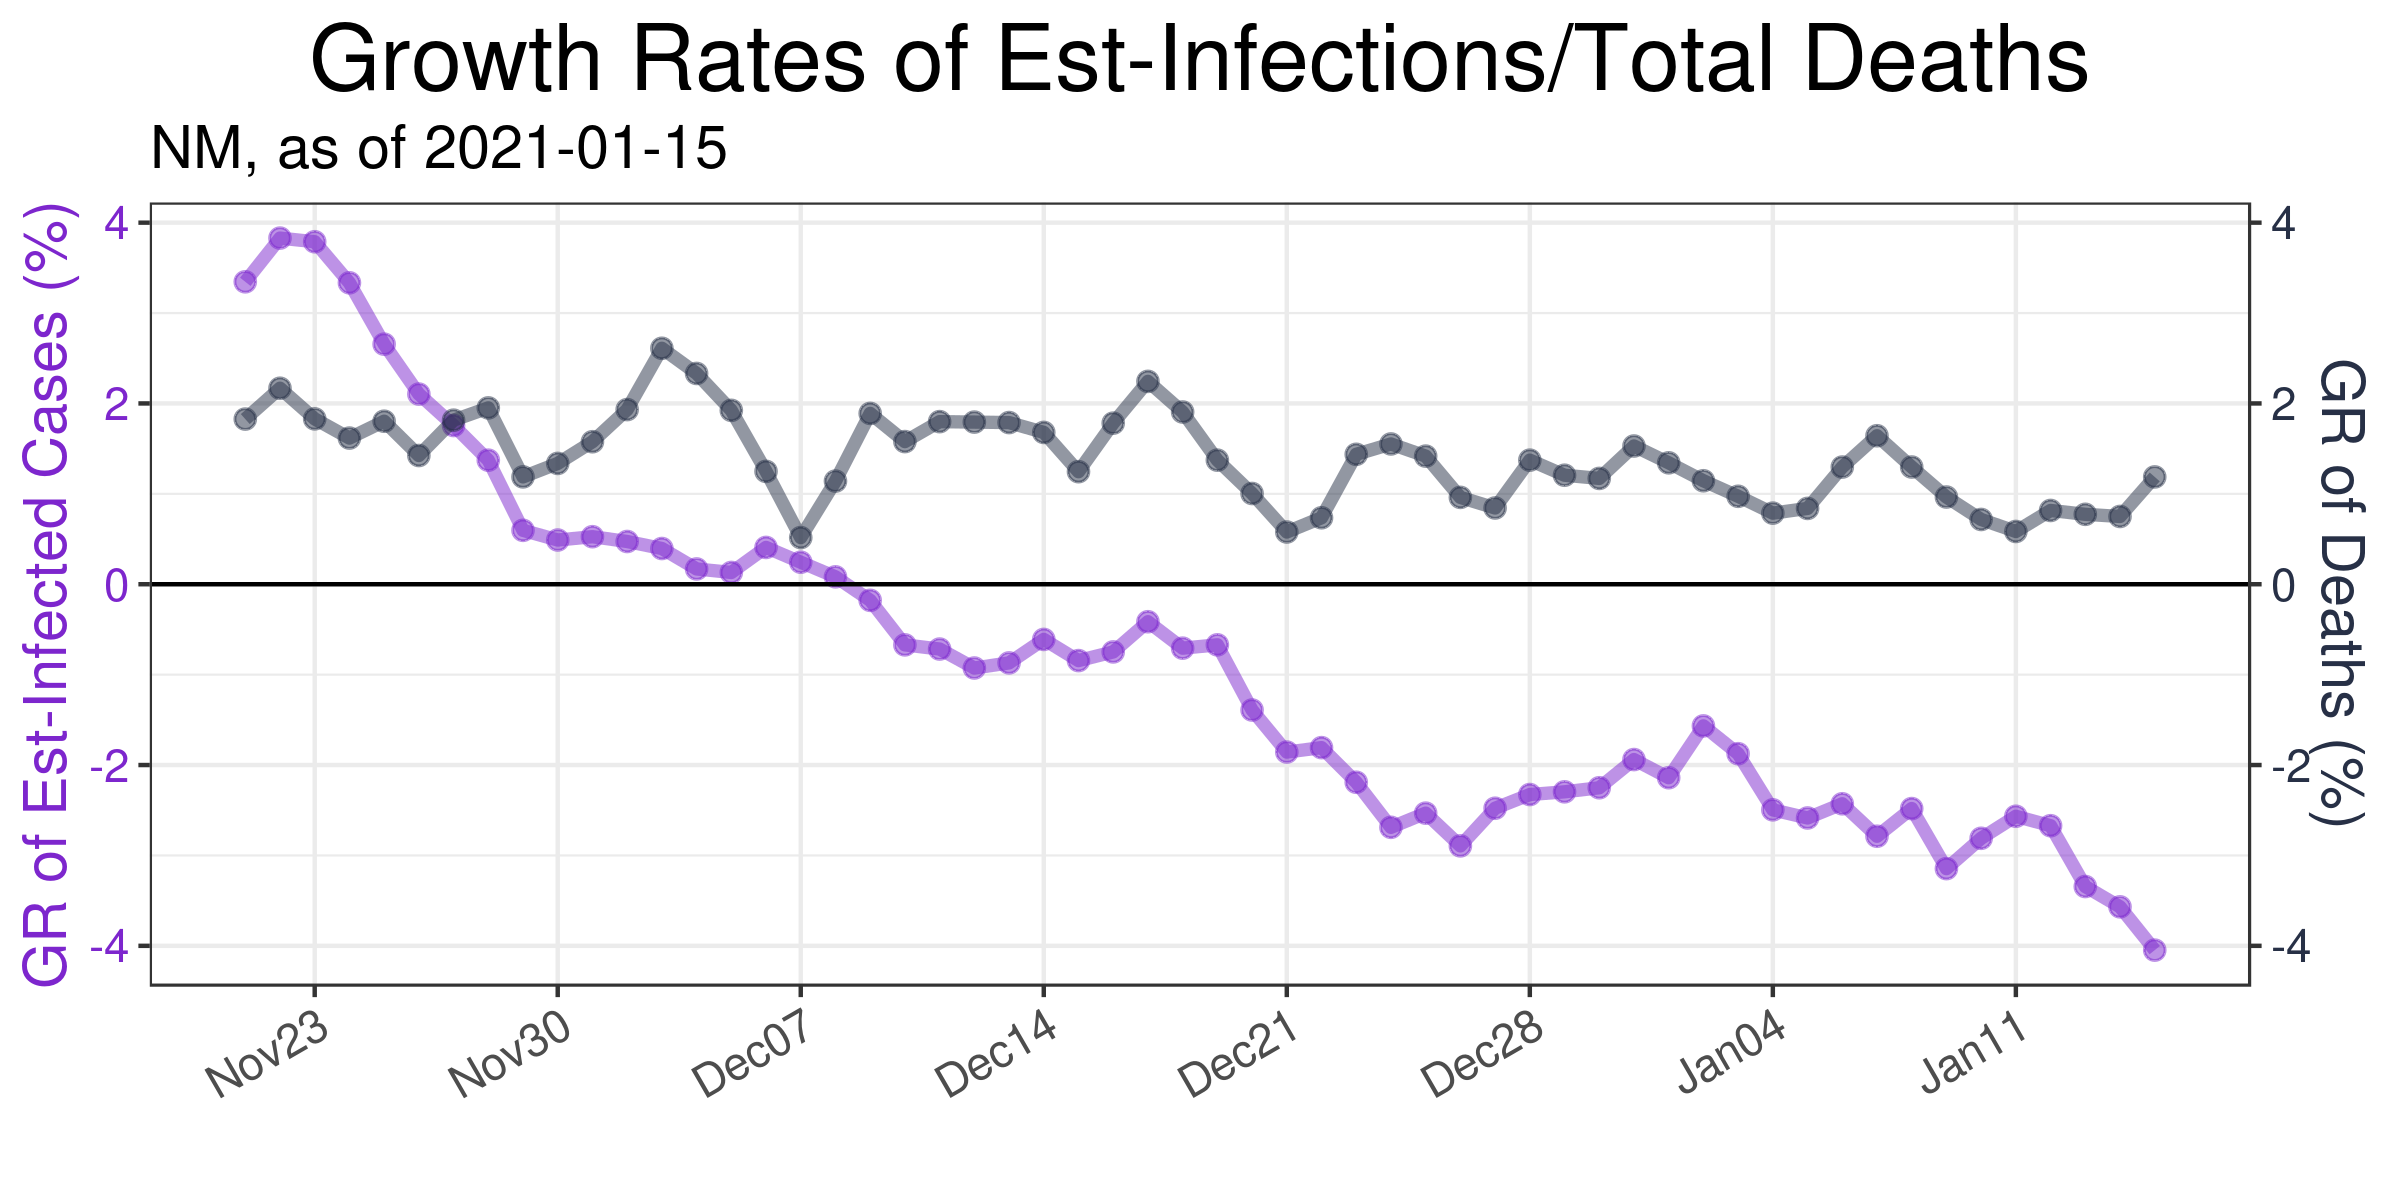 Growth Rates of Est-Infections/Total Deaths
NM, as of 2021-01-15
GR of Est-Infected Cases (%)
4
2
0
-2
-4
4
2
0
-2
-4
GR of Deaths (%)
Nov23
Nov30
Dec07
Dec14
Dec21
Dec28
Jan04
Jan11